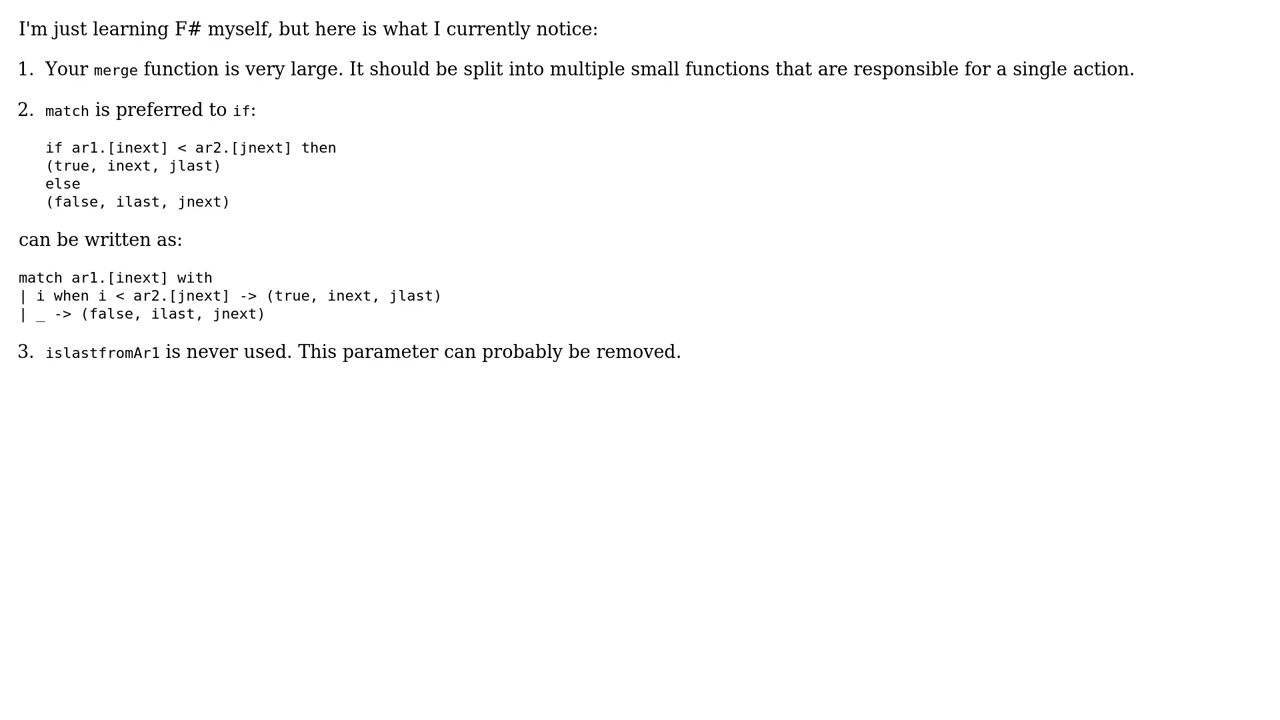 I'm just learning F# myself, but here is what I currently notice:
1. Your merge function is very large. It should be split into multiple small functions that are responsible for a single action.
2. match is preferred to if:
if ar1.[inext] < ar2.[jnext] then
(true, inext, jlast)
else
(false, ilast, jnext)
can be written as:
match ar1.[inext] with
| i when i < ar2.[jnext] -> (true, inext, jlast)
| _ -> (false, ilast, jnext)
3. islastfromAr1 is never used. This parameter can probably be removed.